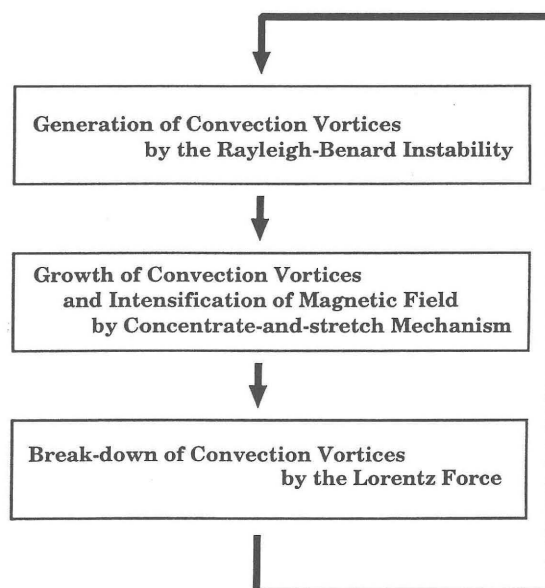 Generation of Convection Vortices
by the Rayleigh-Benard Instability
Growth of Convection Vortices
and Intensification of Magnetic Field
by Concentrate-and-stretch Mechanism
Break-down of Convection Vortices
by the Lorentz Force